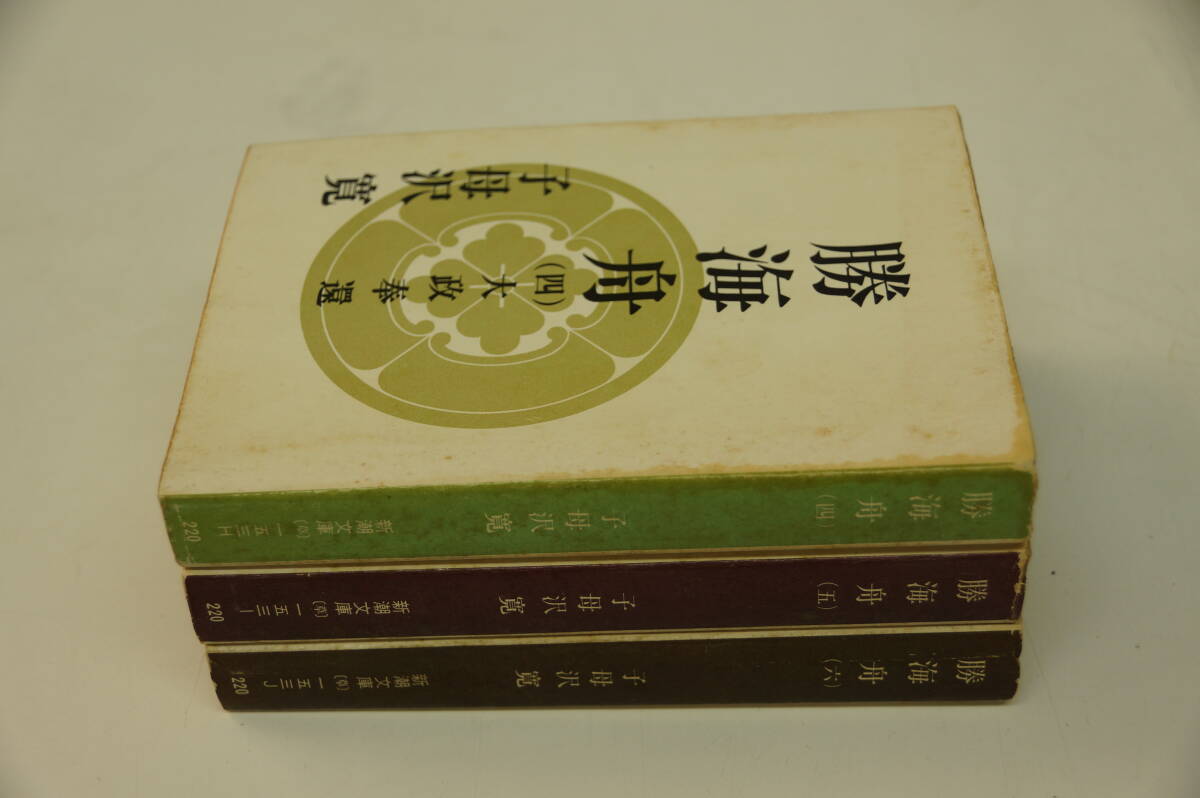 勝海舟
(四)大政奉還
子母沢寛
勝海舟(四)
子母沢寛
新潮文庫
(草)一五三H
220
勝海舟(五)
子母沢寛
新潮文庫
(草)一五三I
220
勝海舟(六)
子母沢寛
新潮文庫
(草)一五三J
220